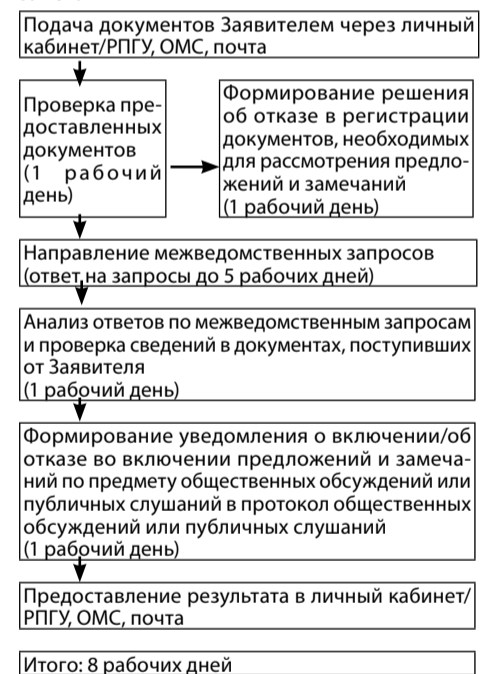 Подача документов Заявителем через личный
кабинет/РПГУ, ОМС, почта
Проверка пре-
доставленных
документов
(1 рабочий
день)
Формирование решения
об отказе в регистрации
документов, необходимых
для рассмотрения предло-
жений и замечаний
(1 рабочий день)
Направление межведомственных запросов
(ответ на запросы до 5 рабочих дней)
Анализ ответов по межведомственным запросам
и проверка сведений в документах, поступивших
от Заявителя
(1 рабочий день)
Формирование уведомления о включении/об
отказе во включении предложений и замеча-
ний по предмету общественных обсуждений или
публичных слушаний в протокол общественных
обсуждений или публичных слушаний
(1 рабочий день)
Предоставление результата в личный кабинет/
РПГУ, ОМС, почта
Итого: 8 рабочих дней